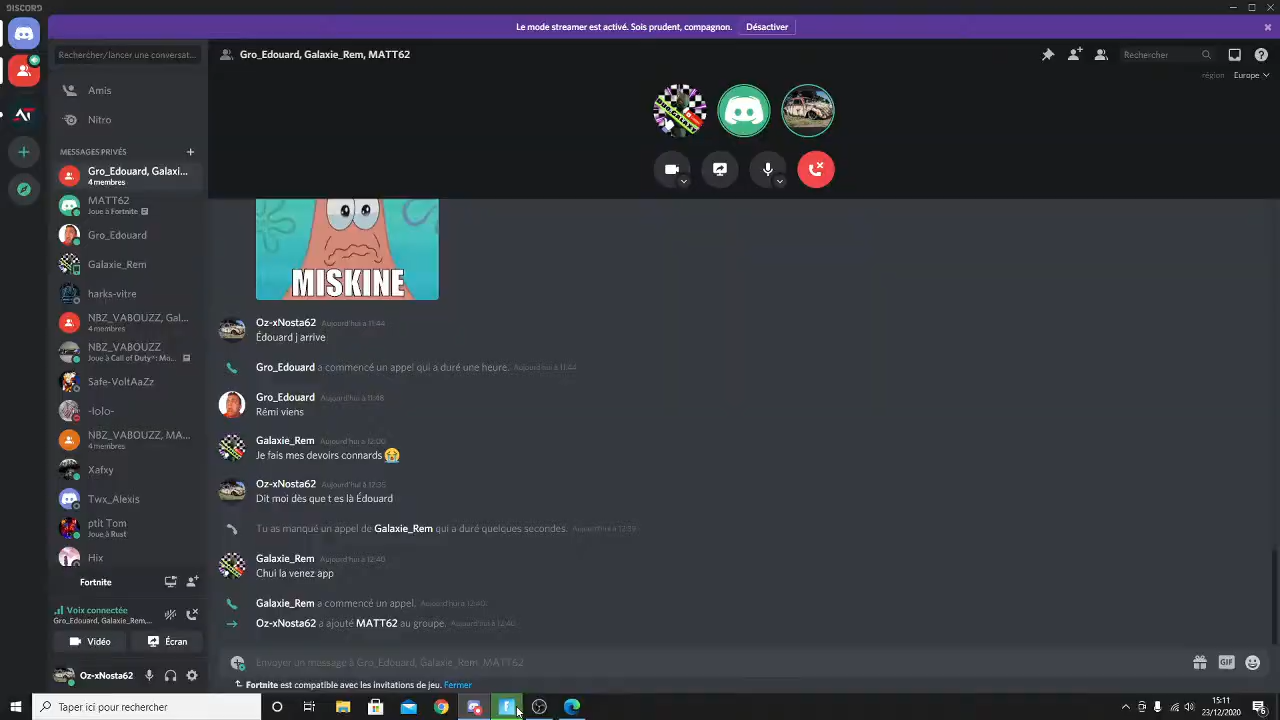 DISCORD
Le mode streamer est activé. Sois prudent, compagnon. Désactiver
Rechercher/lancer une conversat...
Gro_Edouard, Galaxie_Rem, MATT62
Rechercher
région Europe
Amis
Nitro
MESSAGES PRIVÉS
Gro_Edouard, Galaxi...
4 membres
MATT62
Joue à Fortnite
Gro_Edouard
Galaxie_Rem
harks-vitre
NBZ_VABOUZZ, Gal...
4 membres
NBZ_VABOUZZ
Joue à Call of Duty®: Mo...
Safe-VoltAaZz
-lolo-
NBZ_VABOUZZ, MA...
4 membres
Xafxy
Twx_Alexis
ptit Tom
Joue à Rust
Hix
Fortnite
Voix connectée
Gro_Edouard, Galaxie_Rem,...
Vidéo
Écran
Oz-xNosta62
MISKINE
Oz-xNosta62 Aujourd'hui à 11:44
Édouard j arrive
Gro_Edouard a commencé un appel qui a duré une heure. Aujourd'hui à 11:44
Gro_Edouard Aujourd'hui à 11:48
Rémi viens
Galaxie_Rem Aujourd'hui à 12:00
Je fais mes devoirs connards 😭
Oz-xNosta62 Aujourd'hui à 12:35
Dit moi dès que t es là Édouard
Tu as manqué un appel de Galaxie_Rem qui a duré quelques secondes. Aujourd'hui à 12:39
Galaxie_Rem Aujourd'hui à 12:40
Chui la venez app
Galaxie_Rem a commencé un appel. Aujourd'hui à 12:40
Oz-xNosta62 a ajouté MATT62 au groupe. Aujourd'hui à 12:40
Envoyer un message à Gro_Edouard, Galaxie_Rem, MATT62
GIF
Fortnite est compatible avec les invitations de jeu. Fermer
Taper ici pour rechercher
15:11
23/12/2020